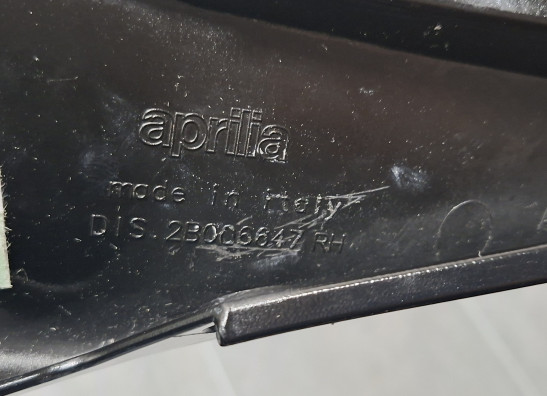 aprilia
made in italy
DIS. 2B006647 RH